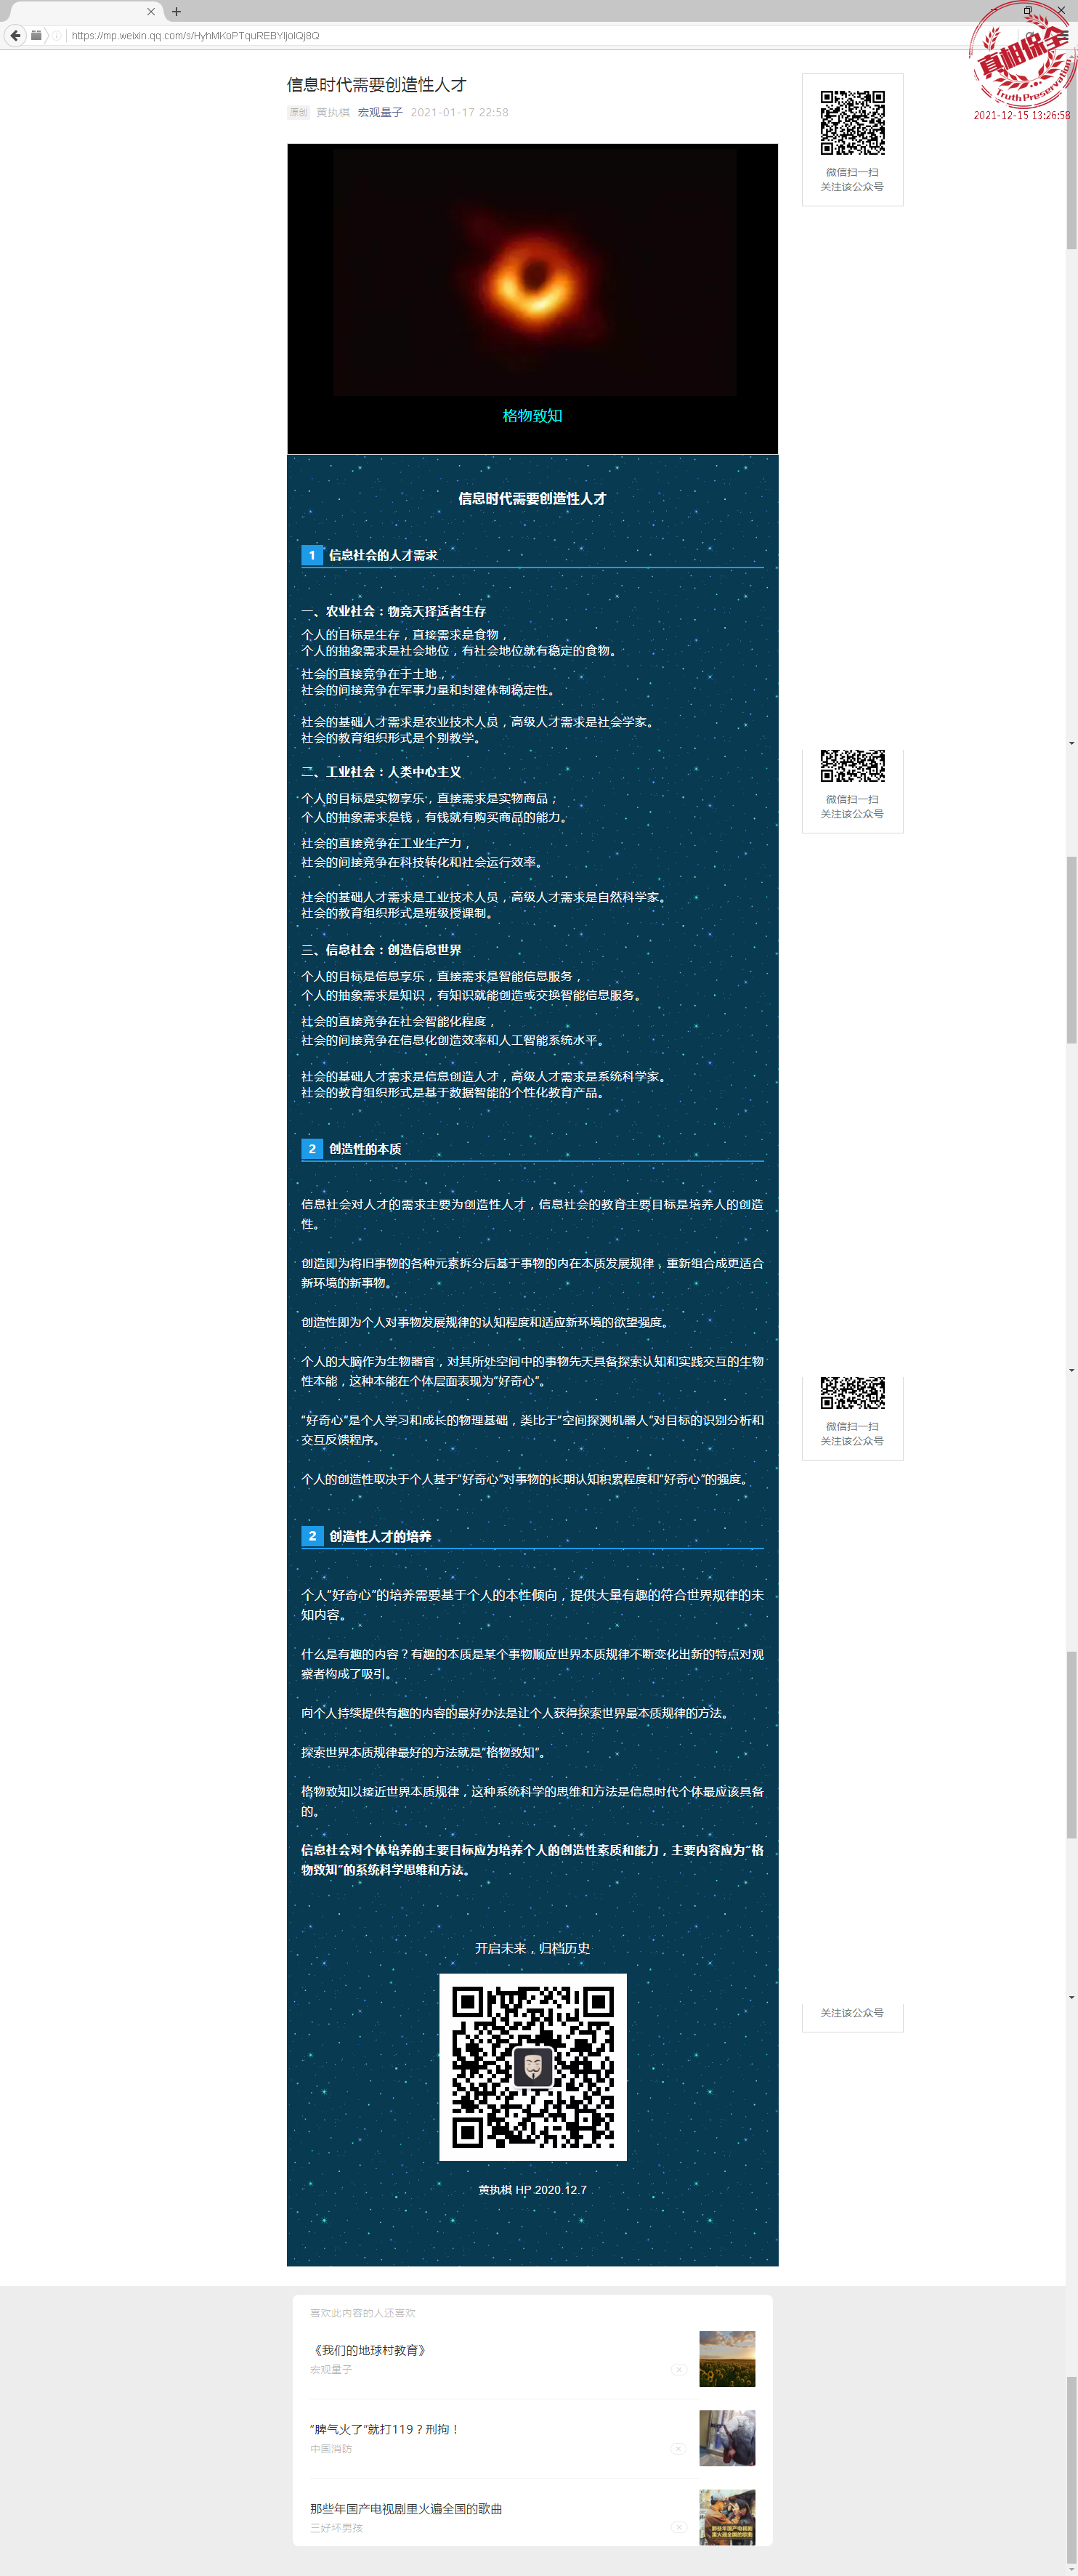 https://mp.weixin.qq.com/s/HyhMKoPTquREBYIjolQj8Q
真相保全
Truth Preservation
2021-12-15 13:26:58
信息时代需要创造性人才
原创 黄执棋 宏观量子 2021-01-17 22:58
微信扫一扫
关注该公众号
格物致知
信息时代需要创造性人才
1 信息社会的人才需求
一、农业社会：物竞天择适者生存
个人的目标是生存，直接需求是食物，
个人的抽象需求是社会地位，有社会地位就有稳定的食物。
社会的直接竞争在于土地，
社会的间接竞争在军事力量和封建体制稳定性。
社会的基础人才需求是农业技术人员，高级人才需求是社会学家。
社会的教育组织形式是个别教学。
二、工业社会：人类中心主义
个人的目标是实物享乐，直接需求是实物商品；
个人的抽象需求是钱，有钱就有购买商品的能力。
社会的直接竞争在工业生产力，
社会的间接竞争在科技转化和社会运行效率。
社会的基础人才需求是工业技术人员，高级人才需求是自然科学家。
社会的教育组织形式是班级授课制。
微信扫一扫
关注该公众号
三、信息社会：创造信息世界
个人的目标是信息享乐，直接需求是智能信息服务，
个人的抽象需求是知识，有知识就能创造或交换智能信息服务。
社会的直接竞争在社会智能化程度，
社会的间接竞争在信息化创造效率和人工智能系统水平。
社会的基础人才需求是信息创造人才，高级人才需求是系统科学家。
社会的教育组织形式是基于数据智能的个性化教育产品。
2 创造性的本质
信息社会对人才的需求主要为创造性人才，信息社会的教育主要目标是培养人的创造
性。
创造即为将旧事物的各种元素拆分后基于事物的内在本质发展规律，重新组合成更适合
新环境的新事物。
创造性即为个人对事物发展规律的认知程度和适应新环境的欲望强度。
个人的大脑作为生物器官，对其所处空间中的事物先天具备探索认知和实践交互的生物
性本能，这种本能在个体层面表现为“好奇心”。
“好奇心”是个人学习和成长的物理基础，类比于“空间探测机器人”对目标的识别分析和
交互反馈程序。
个人的创造性取决于个人基于“好奇心”对事物的长期认知积累程度和“好奇心”的强度。
微信扫一扫
关注该公众号
2 创造性人才的培养
个人“好奇心”的培养需要基于个人的本性倾向，提供大量有趣的符合世界规律的未
知内容。
什么是有趣的内容？有趣的本质是某个事物顺应世界本质规律不断变化出新的特点对观
察者构成了吸引。
向个人持续提供有趣的内容的最好办法是让个人获得探索世界最本质规律的方法。
探索世界本质规律最好的方法就是“格物致知”。
格物致知以接近世界本质规律，这种系统科学的思维和方法是信息时代个体最应该具备
的。
信息社会对个体培养的主要目标应为培养个人的创造性素质和能力，主要内容应为“格
物致知”的系统科学思维和方法。
开启未来，归档历史
关注该公众号
黄执棋 HP 2020.12.7
喜欢此内容的人还喜欢
《我们的地球村教育》
宏观量子
“脾气火了”就打119？刑拘！
中国消防
那些年国产电视剧里火遍全国的歌曲
三好坏男孩
那些年国产电视剧
里火遍全国的歌曲